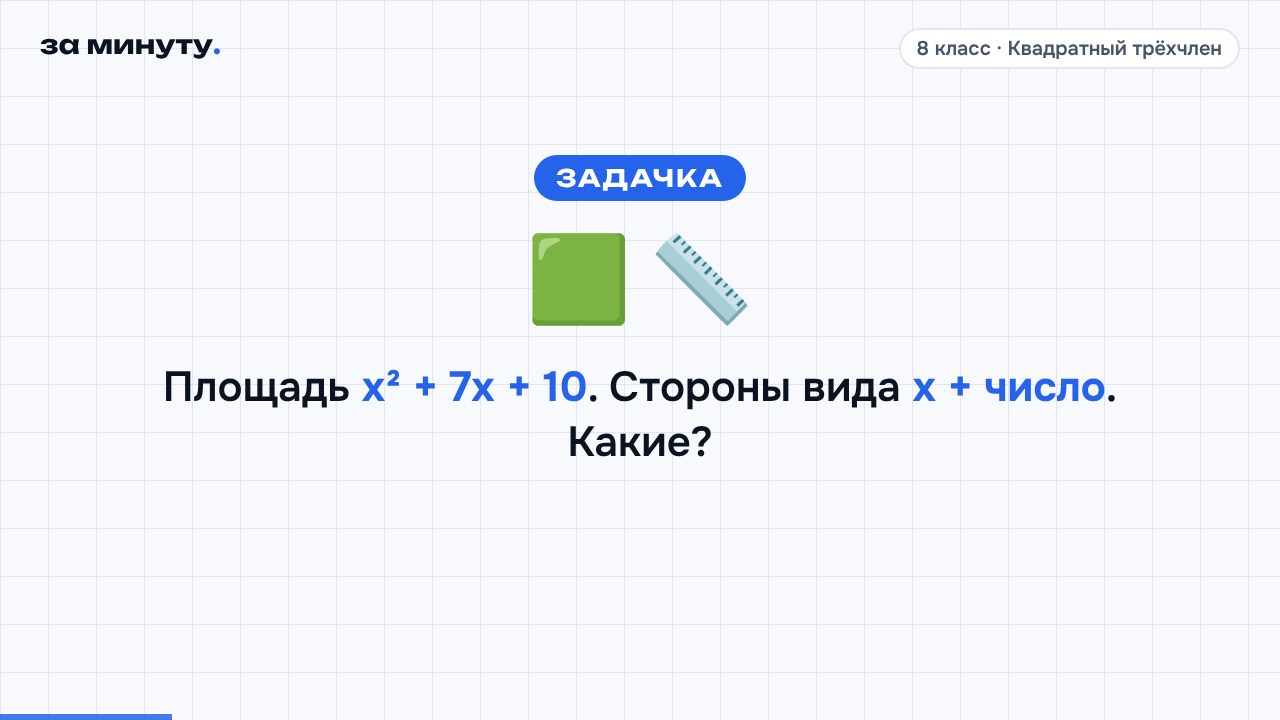 за минуту.
8 класс · Квадратный трёхчлен
ЗАДАЧКА
Площадь x² + 7x + 10. Стороны вида x + число.
Какие?